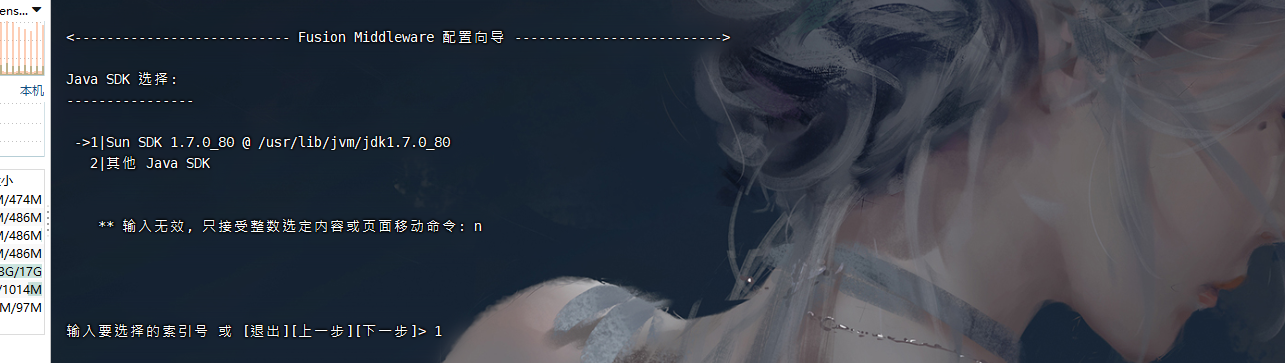 ens...
<--------------------------- Fusion Middleware 配置向导 -------------------------->
Java SDK 选择:
----------------
->1|Sun SDK 1.7.0_80 @ /usr/lib/jvm/jdk1.7.0_80
2|其他 Java SDK
** 输入无效, 只接受整数选定内容或页面移动命令: n
输入要选择的索引号 或 [退出][上一步][下一步]> 1
本机
小
/474M
/486M
/486M
/486M
G/17G
/1014M
M/97M